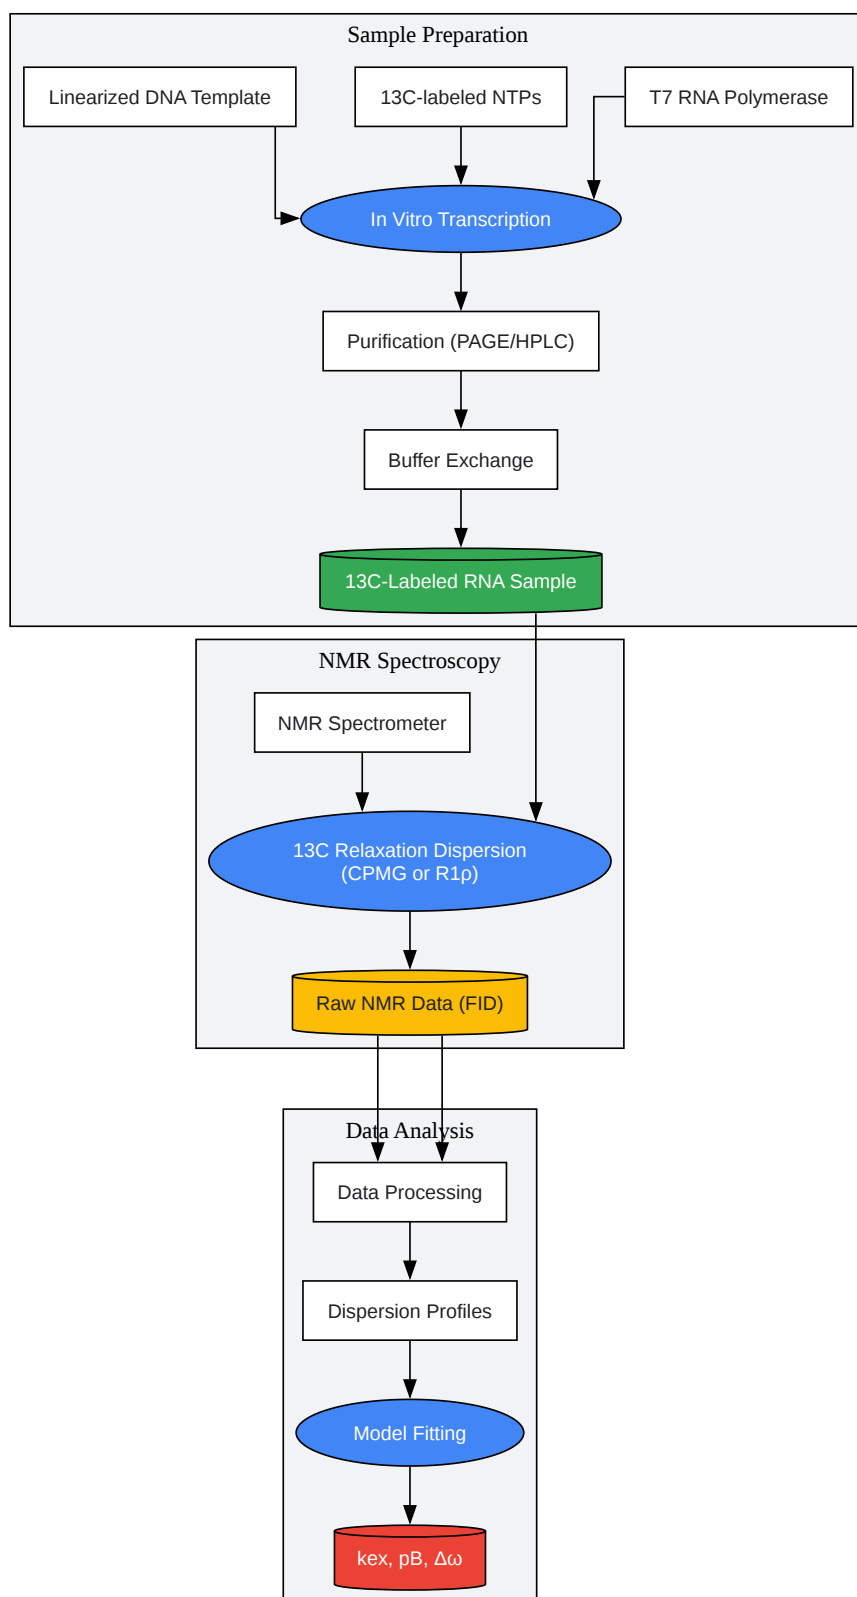 Sample Preparation
Linearized DNA Template
13C-labeled NTPs
T7 RNA Polymerase
In Vitro Transcription
Purification (PAGE/HPLC)
Buffer Exchange
13C-Labeled RNA Sample
NMR Spectroscopy
NMR Spectrometer
13C Relaxation Dispersion
(CPMG or R1ρ)
Raw NMR Data (FID)
Data Analysis
Data Processing
Dispersion Profiles
Model Fitting
kex, pB, Δω